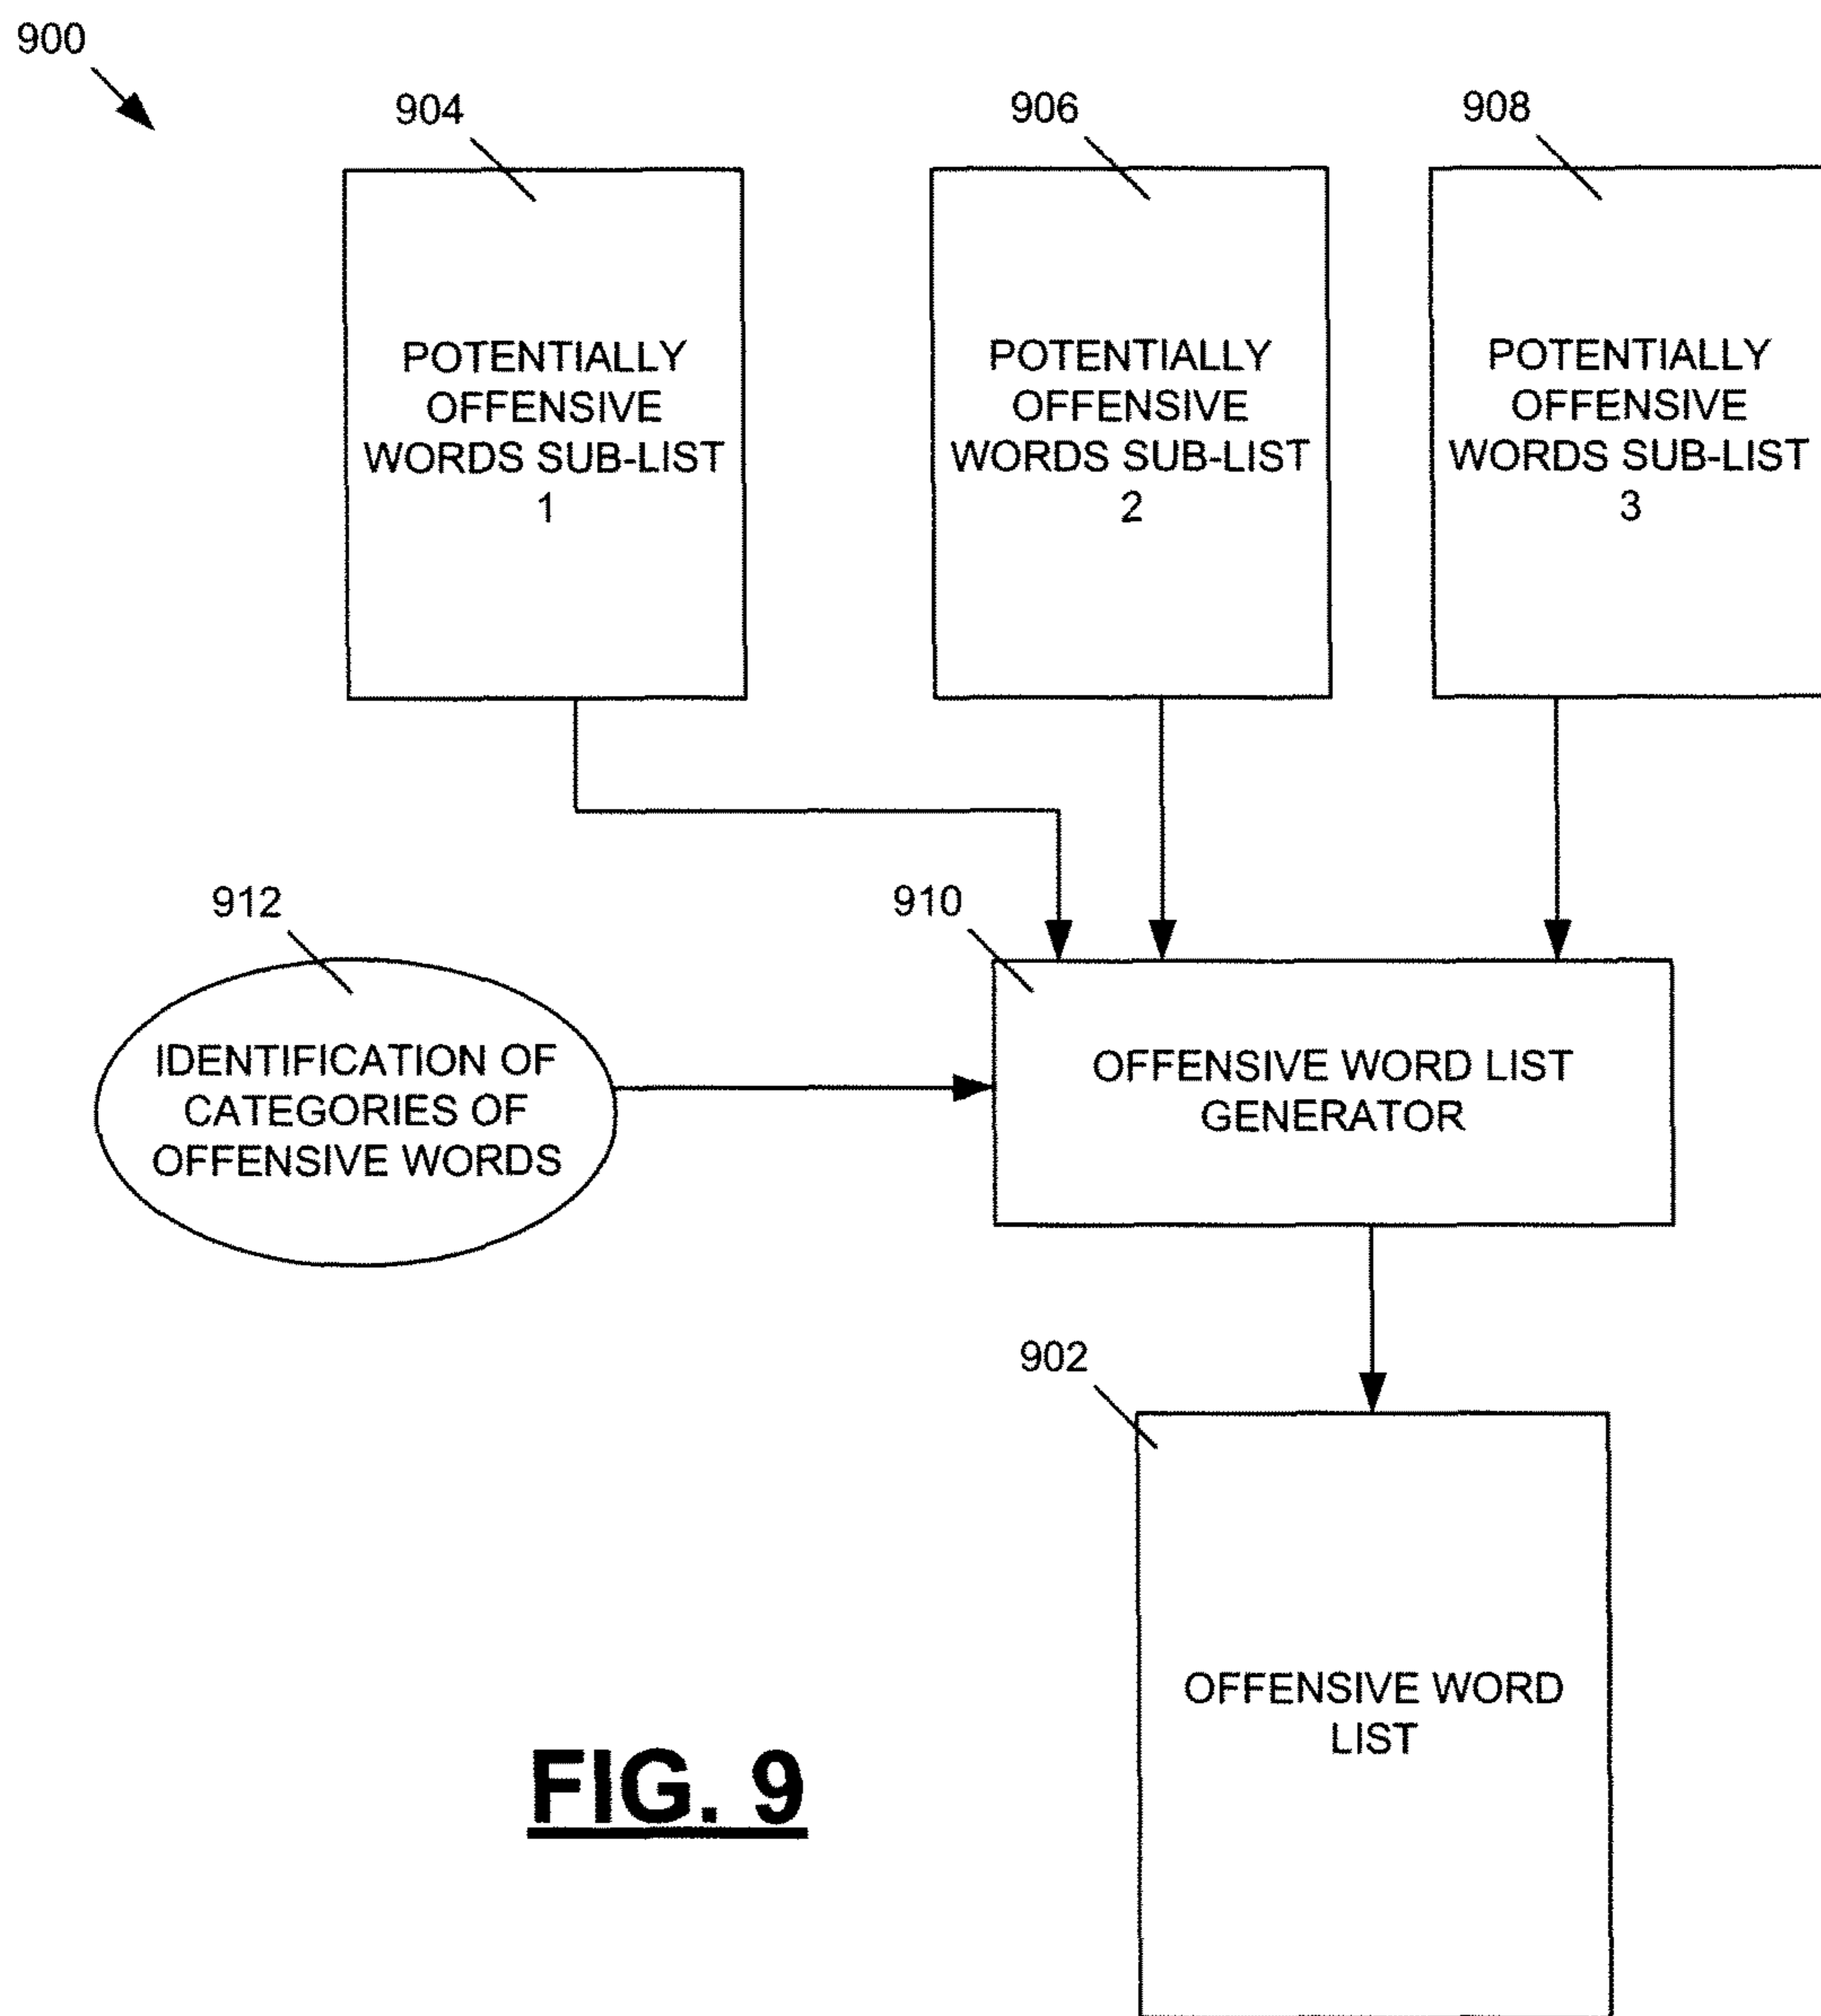 900
904
906
908
POTENTIALLY
OFFENSIVE
WORDS SUB-LIST
1
POTENTIALLY
OFFENSIVE
WORDS SUB-LIST
2
POTENTIALLY
OFFENSIVE
WORDS SUB-LIST
3
912
910
IDENTIFICATION OF
CATEGORIES OF
OFFENSIVE WORDS
OFFENSIVE WORD LIST
GENERATOR
902
OFFENSIVE WORD
LIST
FIG. 9